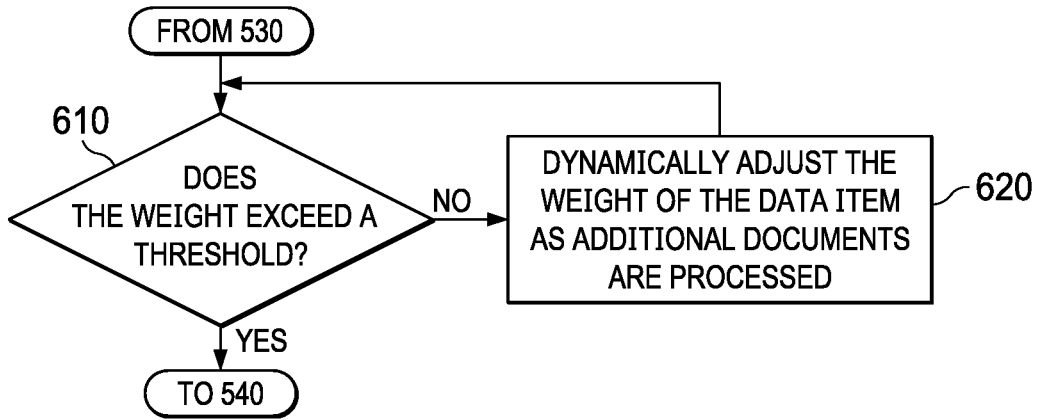 FROM 530
610
DOES
THE WEIGHT EXCEED A
THRESHOLD?
NO
DYNAMICALLY ADJUST THE
WEIGHT OF THE DATA ITEM
AS ADDITIONAL DOCUMENTS
ARE PROCESSED
620
YES
TO 540